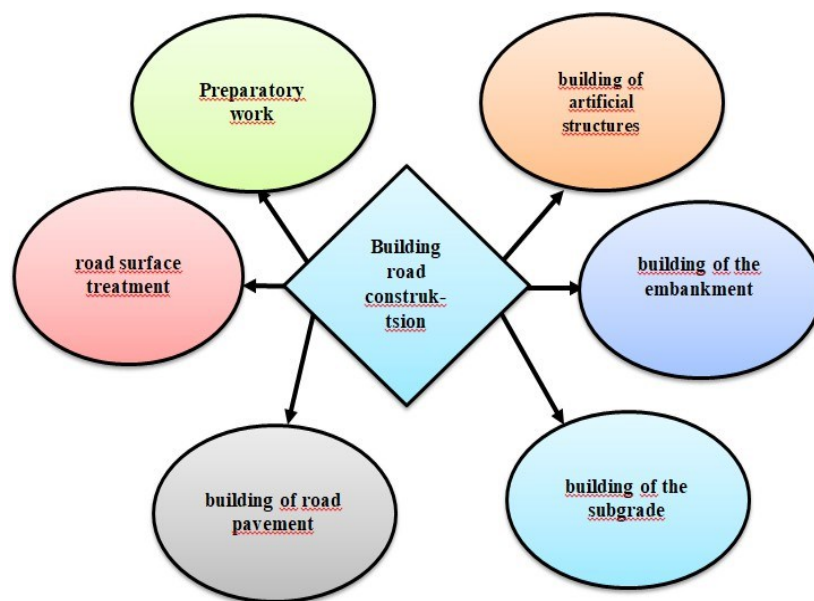 Preparatory
work
building of
artificial
structures
road surface
treatment
Building
road
construk-
tsion
building of the
embankment
building of road
pavement
building of the
subgrade